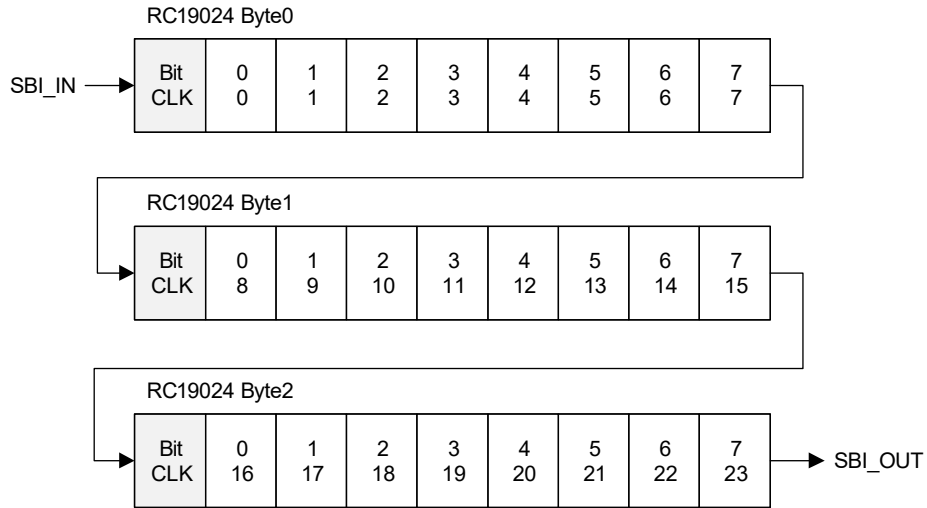 RC19024 Byte0
SBI_IN
Bit 0 1 2 3 4 5 6 7
CLK 0 1 2 3 4 5 6 7
RC19024 Byte1
Bit 0 1 2 3 4 5 6 7
CLK 8 9 10 11 12 13 14 15
RC19024 Byte2
Bit 0 1 2 3 4 5 6 7
CLK 16 17 18 19 20 21 22 23
SBI_OUT